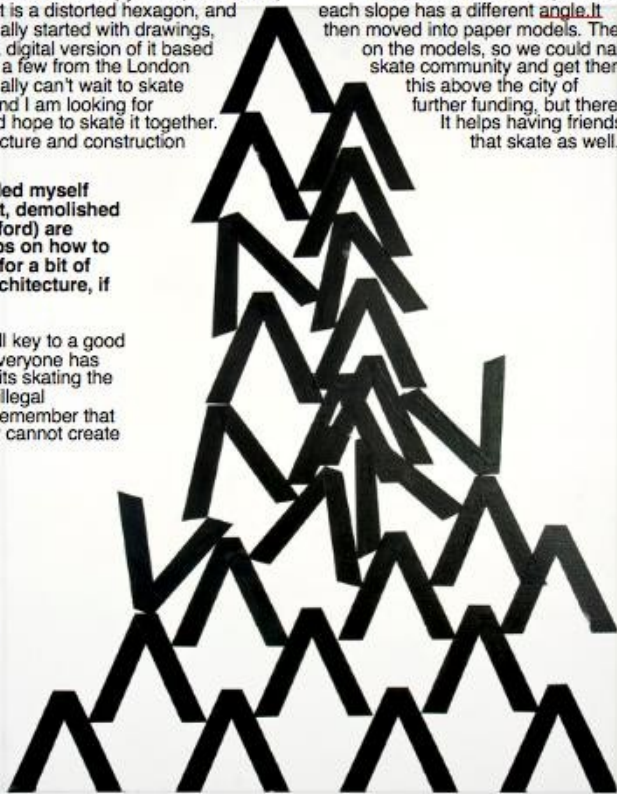 t is a distorted hexagon, and
ally started with drawings,
digital version of it based
a few from the London
ally can't wait to skate
nd I am looking for
d hope to skate it together.
cture and construction
led myself
t, demolished
ford) are
os on how to
for a bit of
chitecture, if
ll key to a good
veryone has
its skating the
illegal
emember that
cannot create
each slope has a different angle.It
then moved into paper models. The
on the models, so we could na
skate community and get ther
this above the city of
further funding, but there
It helps having friends
that skate as well.